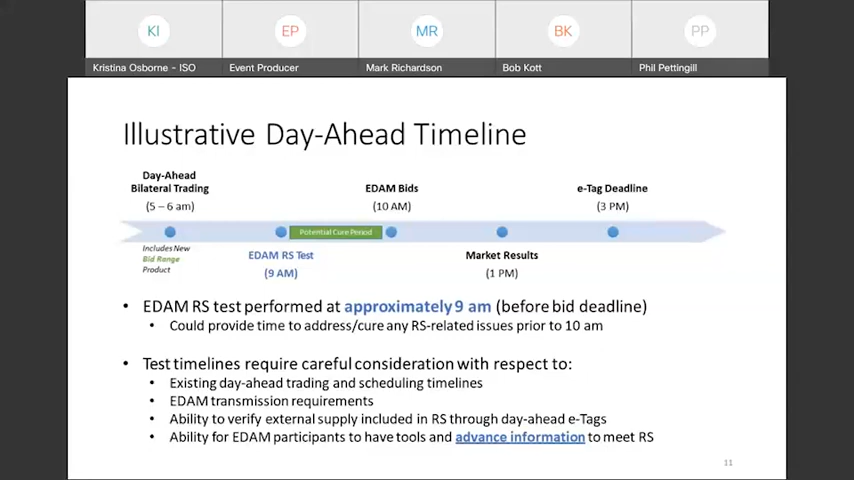 KI
EP
MR
BK
PP
Kristina Osborne - ISO
Event Producer
Mark Richardson
Bob Kott
Phil Pettingill
Illustrative Day-Ahead Timeline
Day-Ahead
Bilateral Trading
(5 – 6 am)
EDAM Bids
(10 AM)
e-Tag Deadline
(3 PM)
Potential Cure Period
Includes New
Bid Range
Product
EDAM RS Test
(9 AM)
Market Results
(1 PM)
• EDAM RS test performed at approximately 9 am (before bid deadline)
• Could provide time to address/cure any RS-related issues prior to 10 am
• Test timelines require careful consideration with respect to:
• Existing day-ahead trading and scheduling timelines
• EDAM transmission requirements
• Ability to verify external supply included in RS through day-ahead e-Tags
• Ability for EDAM participants to have tools and advance information to meet RS
11